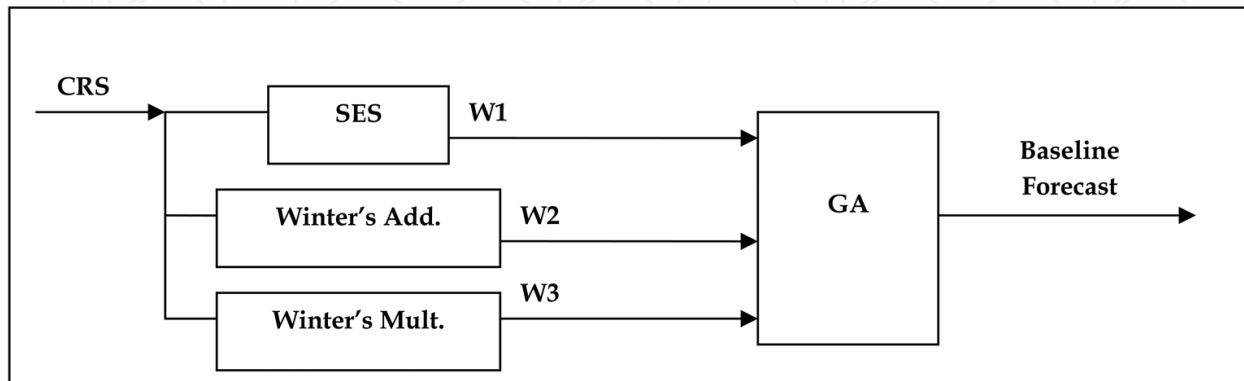 CRS
SES
W1
Winter’s Add.
W2
Winter’s Mult.
W3
GA
Baseline
Forecast